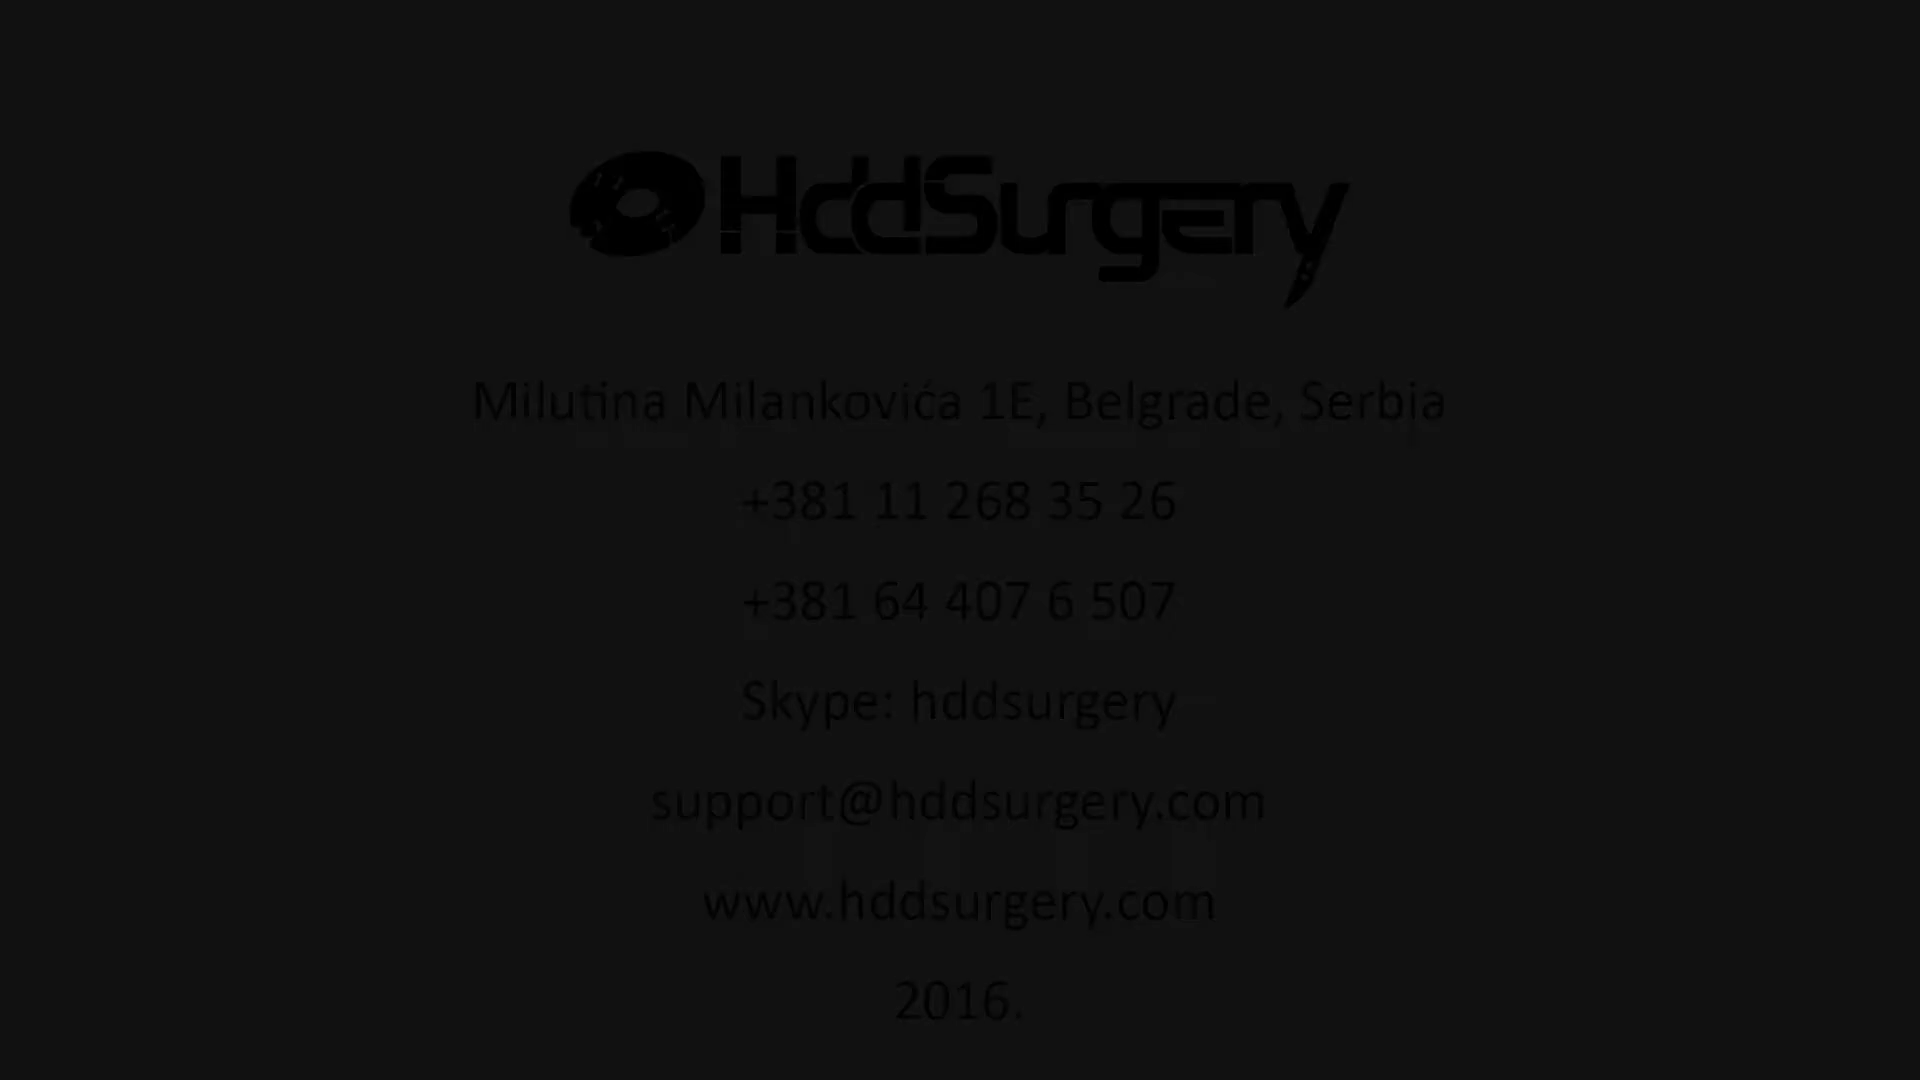 HddSurgery
Milutina Milankovića 1E, Belgrade, Serbia
+381 11 268 35 26
+381 64 407 6 507
Skype: hddsurgery
support@hddsurgery.com
www.hddsurgery.com
2016.